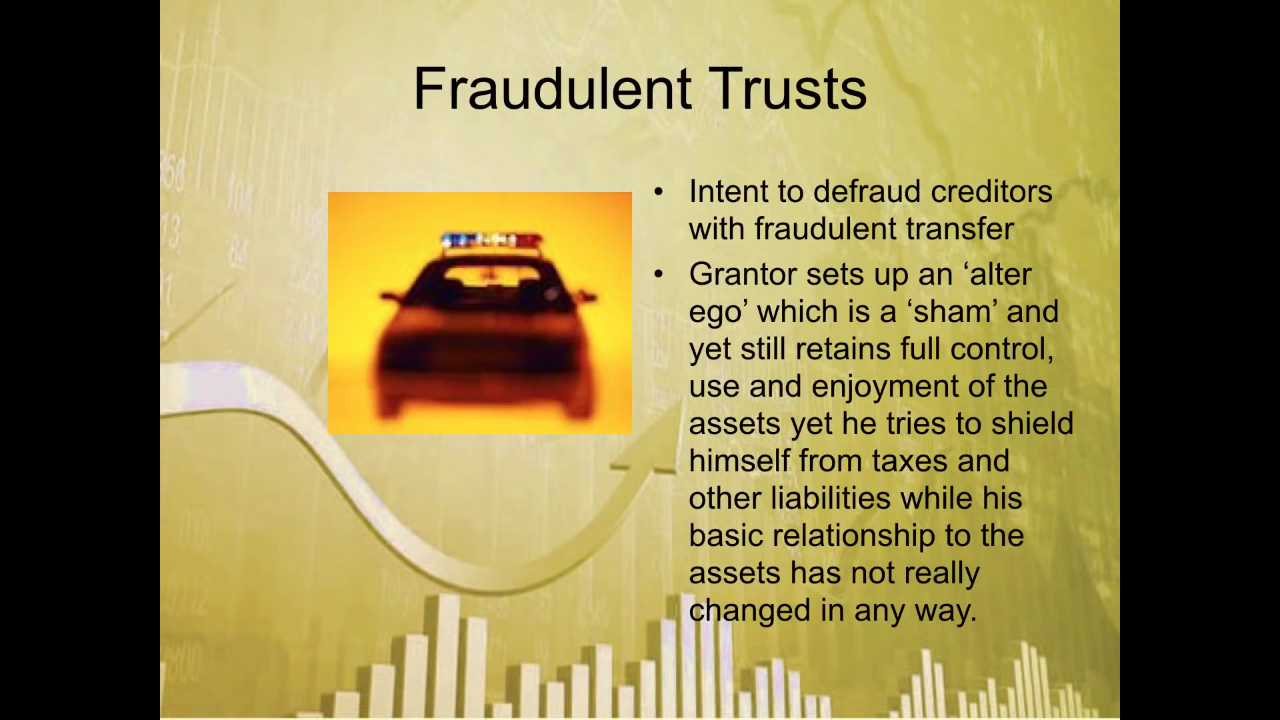 Fraudulent Trusts
• Intent to defraud creditors
with fraudulent transfer
• Grantor sets up an ‘alter
ego’ which is a ‘sham’ and
yet still retains full control,
use and enjoyment of the
assets yet he tries to shield
himself from taxes and
other liabilities while his
basic relationship to the
assets has not really
changed in any way.